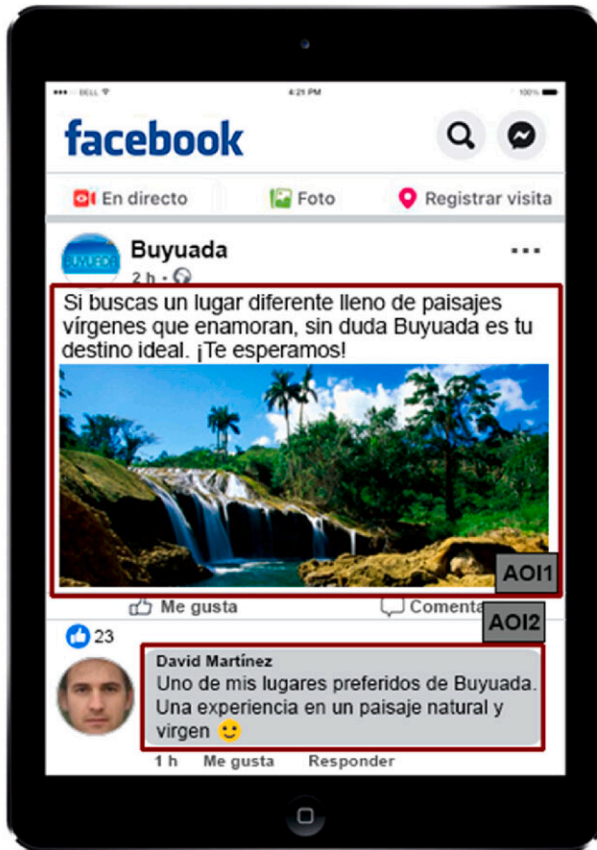 BELL 4:21 PM 100%
facebook
En directo Foto Registrar visita
Buyuada
2 h ·
Si buscas un lugar diferente lleno de paisajes
vírgenes que enamoran, sin duda Buyuada es tu
destino ideal. ¡Te esperamos!
AOI1
Me gusta Comenta
AOI2
23
David Martínez
Uno de mis lugares preferidos de Buyuada.
Una experiencia en un paisaje natural y
virgen 🙂
1 h Me gusta Responder